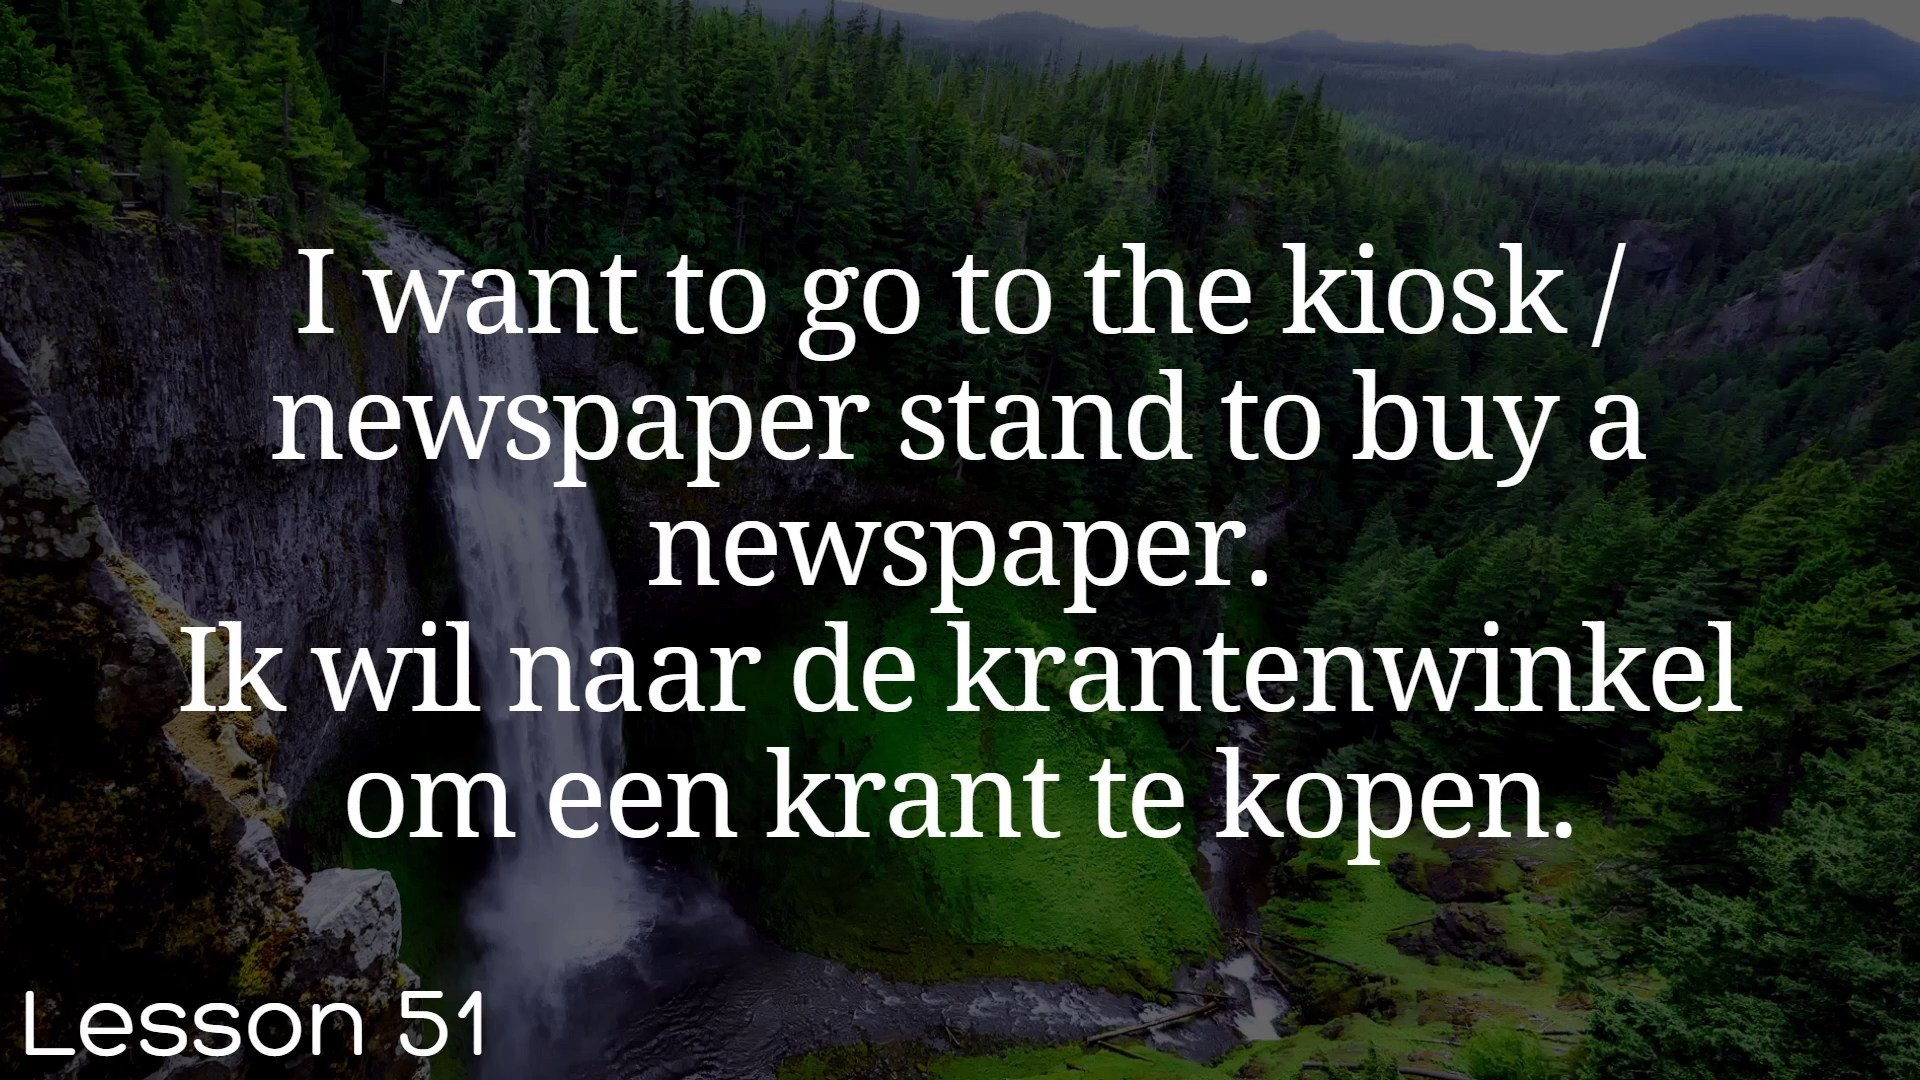 I want to go to the kiosk /
newspaper stand to buy a
newspaper.
Ik wil naar de krantenwinkel
om een krant te kopen.
Lesson 51